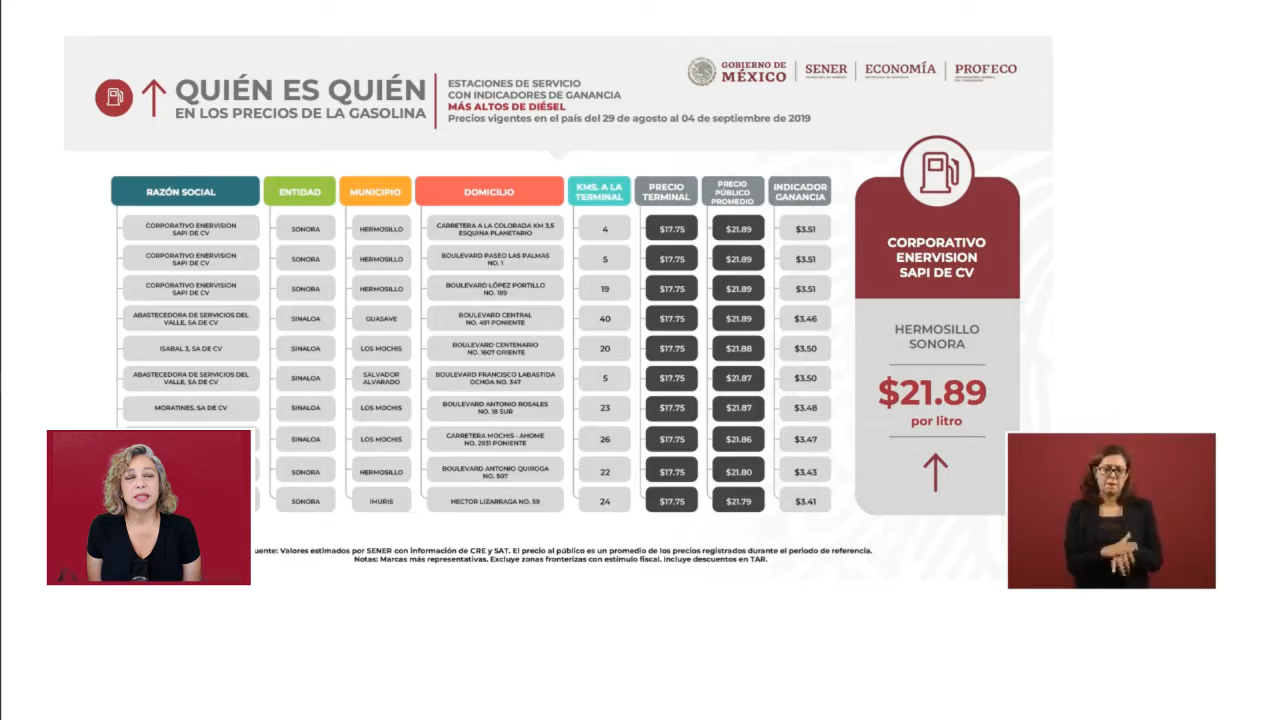 QUIÉN ES QUIÉN
EN LOS PRECIOS DE LA GASOLINA
ESTACIONES DE SERVICIO
CON INDICADORES DE GANANCIA
MÁS ALTOS DE DIÉSEL
Precios vigentes en el país del 29 de agosto al 04 de septiembre de 2019
GOBIERNO DE
MÉXICO
SENER
ECONOMÍA
PROFECO
RAZÓN SOCIAL ENTIDAD MUNICIPIO DOMICILIO KMS. A LA TERMINAL PRECIO TERMINAL PRECIO PÚBLICO PROMEDIO INDICADOR GANANCIA
CORPORATIVO ENERVISION SAPI DE CV SONORA HERMOSILLO CARRETERA A LA COLORADA KM 3.5 ESQUINA PLANETARIO 4 $17.75 $21.89 $3.51
CORPORATIVO ENERVISION SAPI DE CV SONORA HERMOSILLO BOULEVARD PASEO LAS PALMAS NO. 1 5 $17.75 $21.89 $3.51
CORPORATIVO ENERVISION SAPI DE CV SONORA HERMOSILLO BOULEVARD LÓPEZ PORTILLO NO. 189 19 $17.75 $21.89 $3.51
ABASTECEDORA DE SERVICIOS DEL VALLE, SA DE CV SINALOA GUASAVE BOULEVARD CENTRAL NO. 491 PONIENTE 40 $17.75 $21.89 $3.46
ISABAL 3, SA DE CV SINALOA LOS MOCHIS BOULEVARD CENTENARIO NO. 1607 ORIENTE 20 $17.75 $21.88 $3.50
ABASTECEDORA DE SERVICIOS DEL VALLE, SA DE CV SINALOA SALVADOR ALVARADO BOULEVARD FRANCISCO LABASTIDA OCHOA NO. 347 5 $17.75 $21.87 $3.50
MORATINES, SA DE CV SINALOA LOS MOCHIS BOULEVARD ANTONIO ROSALES NO. 18 SUR 23 $17.75 $21.87 $3.48
SINALOA LOS MOCHIS CARRETERA MOCHIS - AHOME NO. 2931 PONIENTE 26 $17.75 $21.86 $3.47
SONORA HERMOSILLO BOULEVARD ANTONIO QUIROGA NO. 507 22 $17.75 $21.80 $3.43
SONORA IMURIS HECTOR LIZARRAGA NO. 59 24 $17.75 $21.79 $3.41
CORPORATIVO
ENERVISION
SAPI DE CV
HERMOSILLO
SONORA
$21.89
por litro
uente: Valores estimados por SENER con información de CRE y SAT. El precio al público es un promedio de los precios registrados durante el periodo de referencia.
Notas: Marcas más representativas. Excluye zonas fronterizas con estímulo fiscal. Incluye descuentos en TAR.